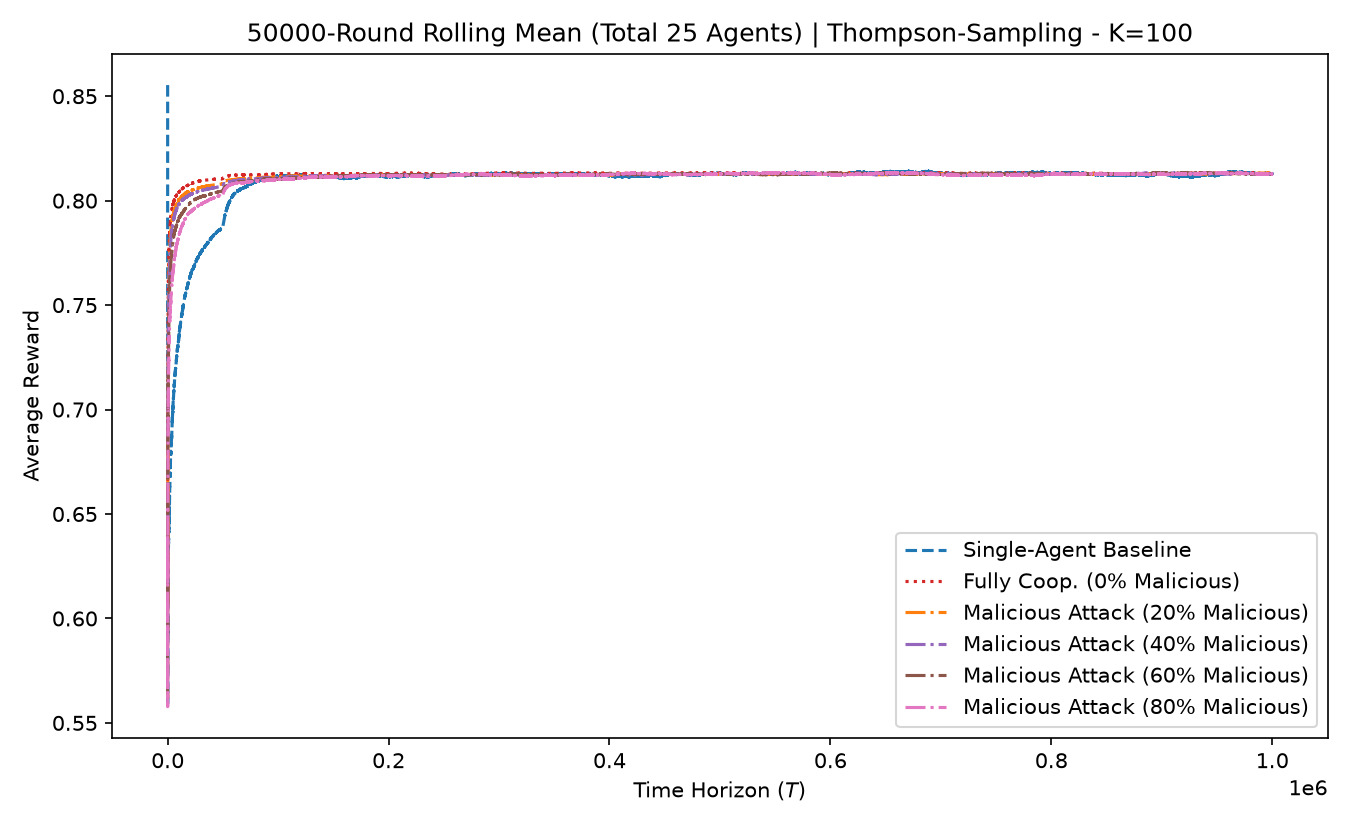 50000-Round Rolling Mean (Total 25 Agents) | Thompson-Sampling - K=100
Average Reward
0.85
0.80
0.75
0.70
0.65
0.60
0.55
Single-Agent Baseline
Fully Coop. (0% Malicious)
Malicious Attack (20% Malicious)
Malicious Attack (40% Malicious)
Malicious Attack (60% Malicious)
Malicious Attack (80% Malicious)
0.0 0.2 0.4 0.6 0.8 1.0
1e6
Time Horizon (T)